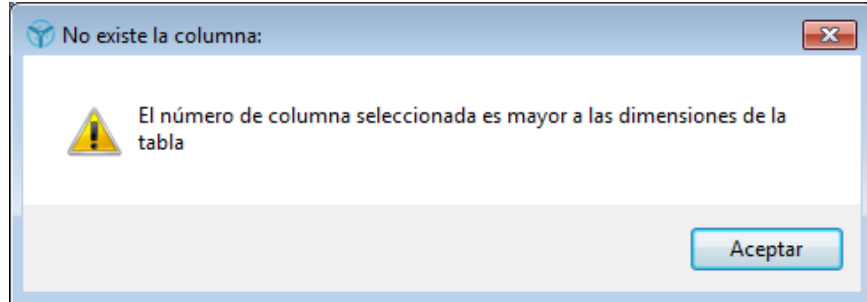 No existe la columna:
El número de columna seleccionada es mayor a las dimensiones de la
tabla
Aceptar